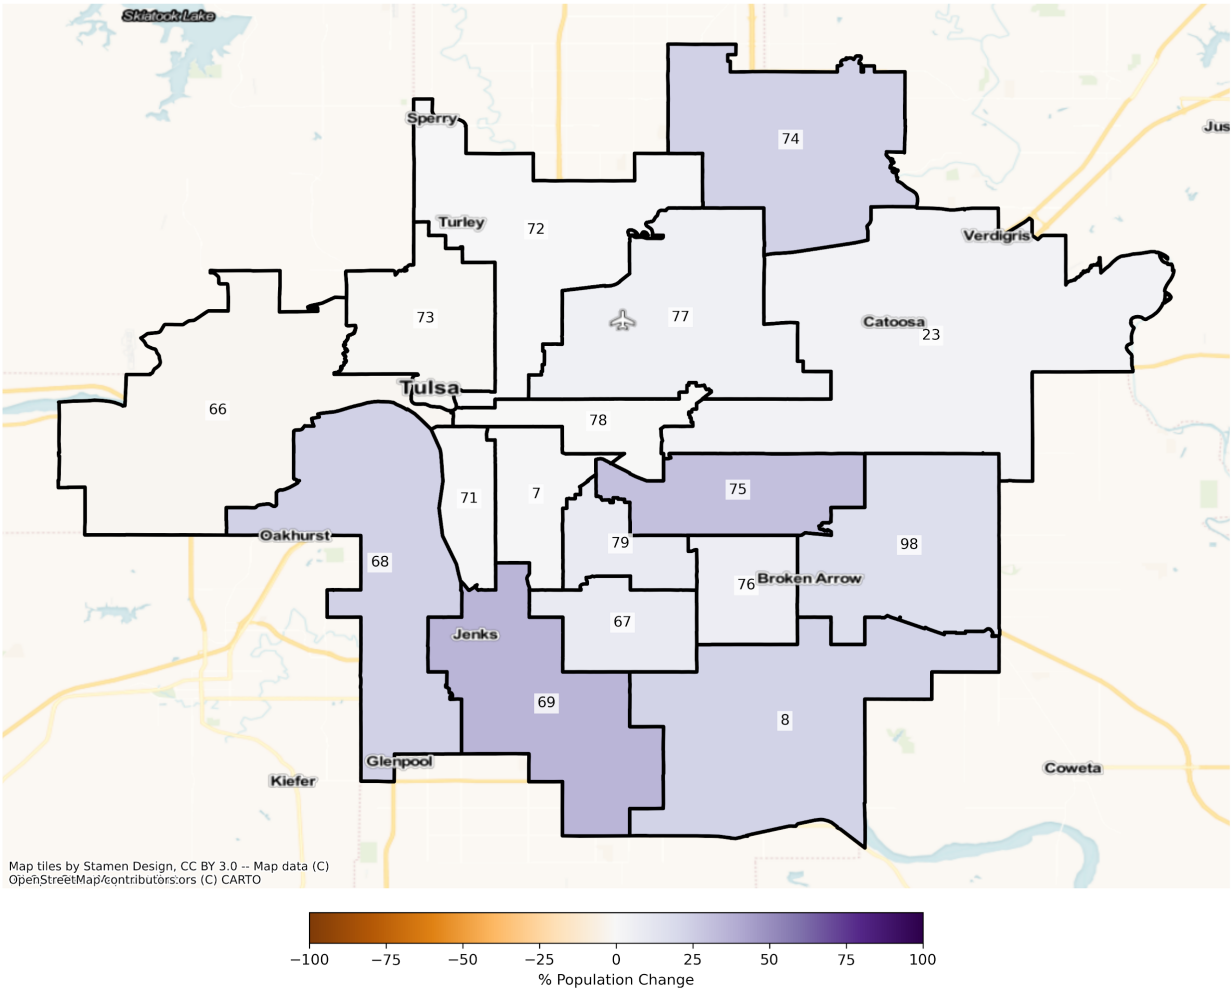 Skiatook Lake
Sperry
Jus
74
Turley
72
Verdigris
73
77
Catoosa
23
Tulsa
66
78
75
71
7
Oakhurst
79
98
68
76
Broken Arrow
67
Jenks
69
8
Glenpool
Kiefer
Coweta
Map tiles by Stamen Design, CC BY 3.0 -- Map data (C)
OpenStreetMap contributors (C) CARTO
−100
−75
−50
−25
0
25
50
75
100
% Population Change